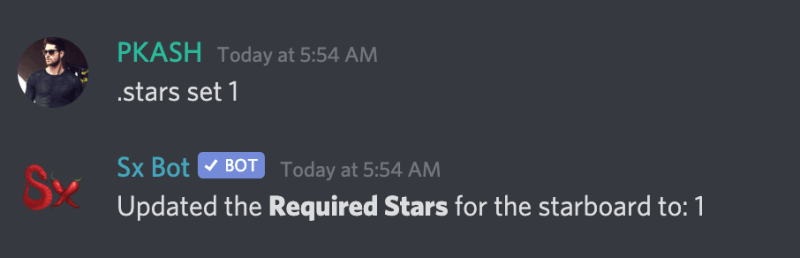 PKASH Today at 5:54 AM
.stars set 1
Sx
Sx Bot ✓ BOT Today at 5:54 AM
Updated the Required Stars for the starboard to: 1